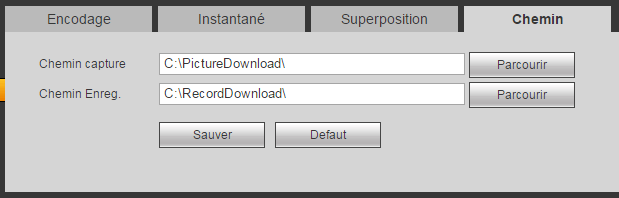 Encodage Instantané Superposition Chemin
Chemin capture C:\PictureDownload\ Parcourir
Chemin Enreg. C:\RecordDownload\ Parcourir
Sauver Defaut